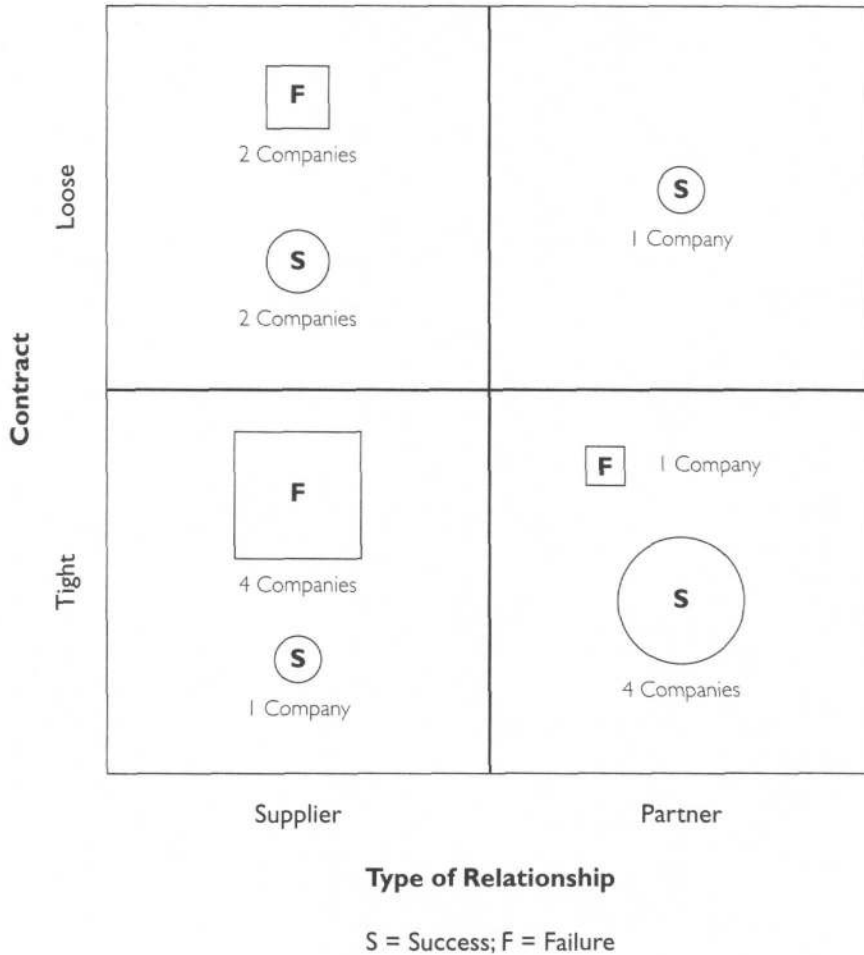 F
2 Companies
S
2 Companies
S
1 Company
Loose
Contract
F
4 Companies
S
1 Company
F 1 Company
S
4 Companies
Tight
Supplier Partner
Type of Relationship
S = Success; F = Failure